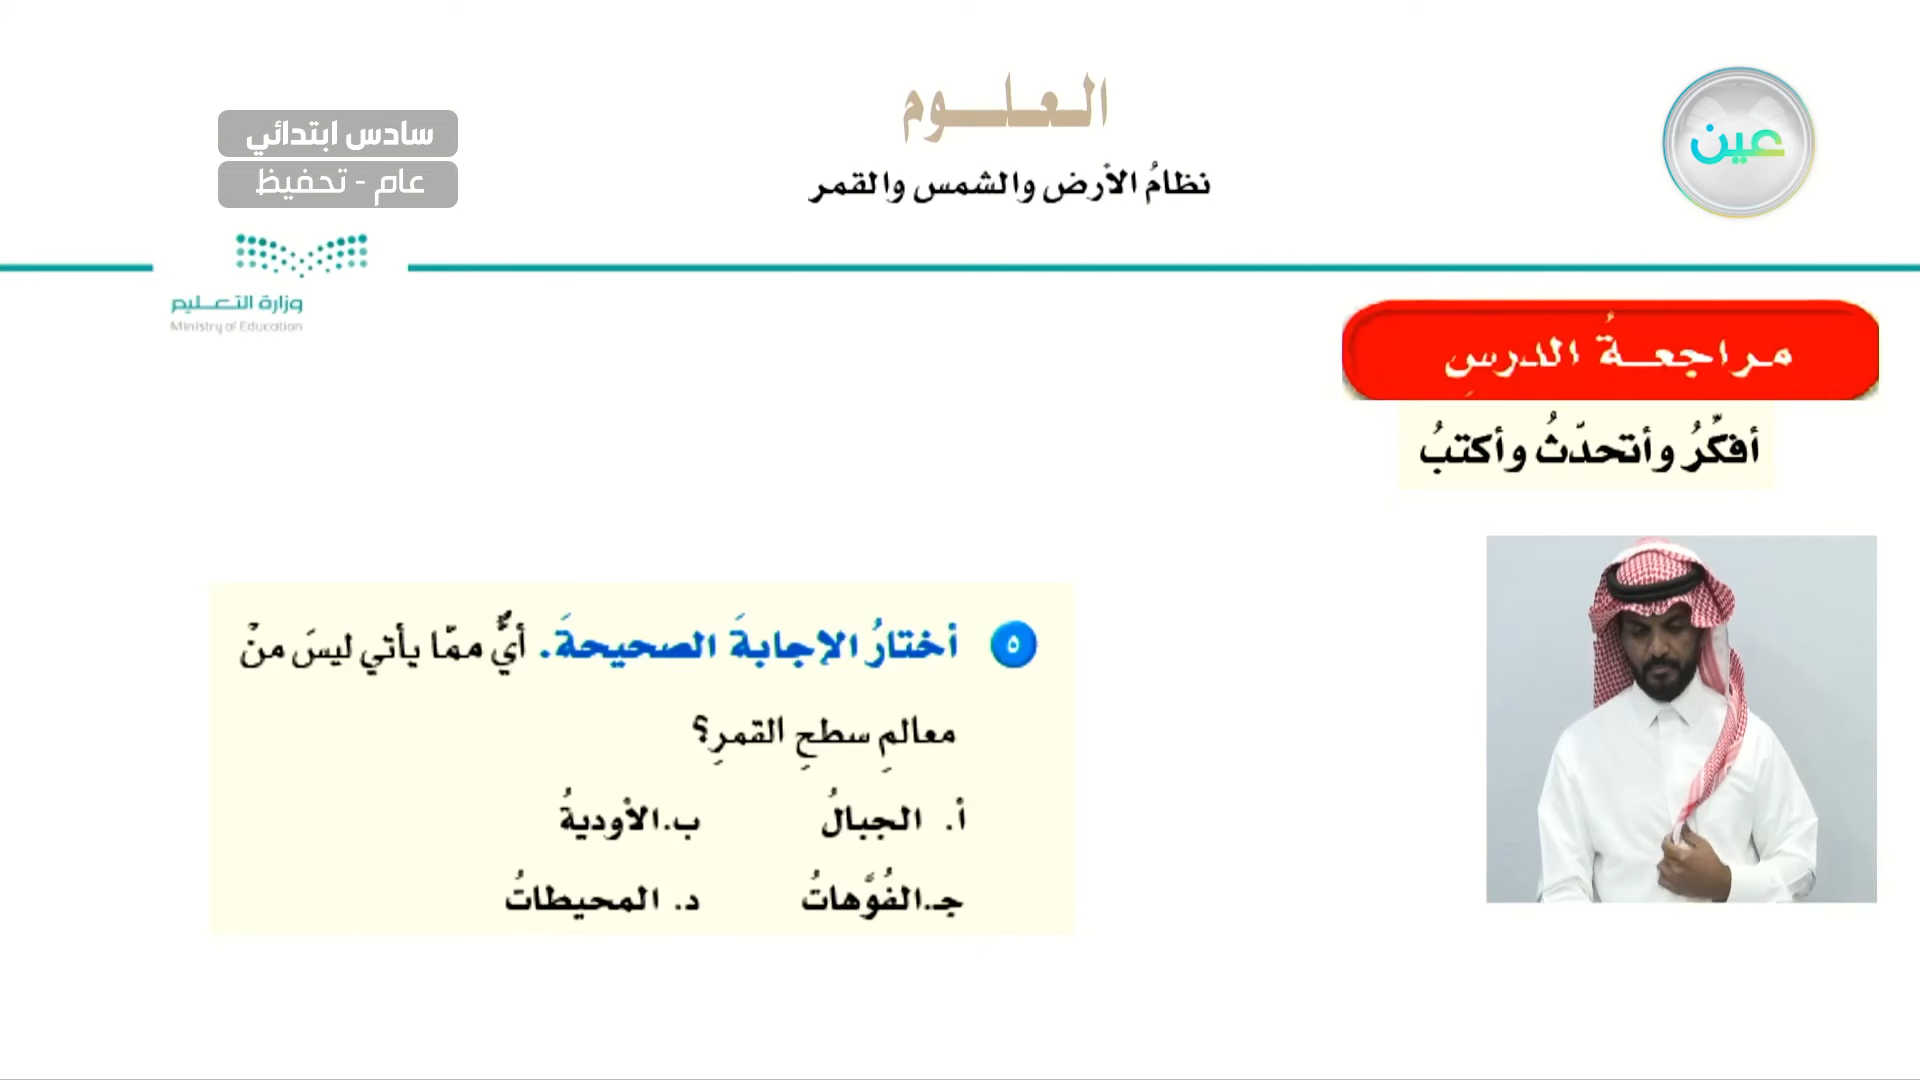 العلوم
نظامُ الأرض والشمس والقمر
عين
سادس ابتدائي
عام - تحفيظ
وزارة التعليم
Ministry of Education
مراجعةُ الدرسِ
أفكِّرُ وأتحدّثُ وأكتبُ
٥ أختارُ الإجابةَ الصحيحةَ. أيٌّ ممّا يأتي ليسَ منْ
معالمِ سطحِ القمرِ؟
أ. الجبالُ ب.الأوديةُ
جـ.الفُوَّهاتُ د. المحيطاتُ